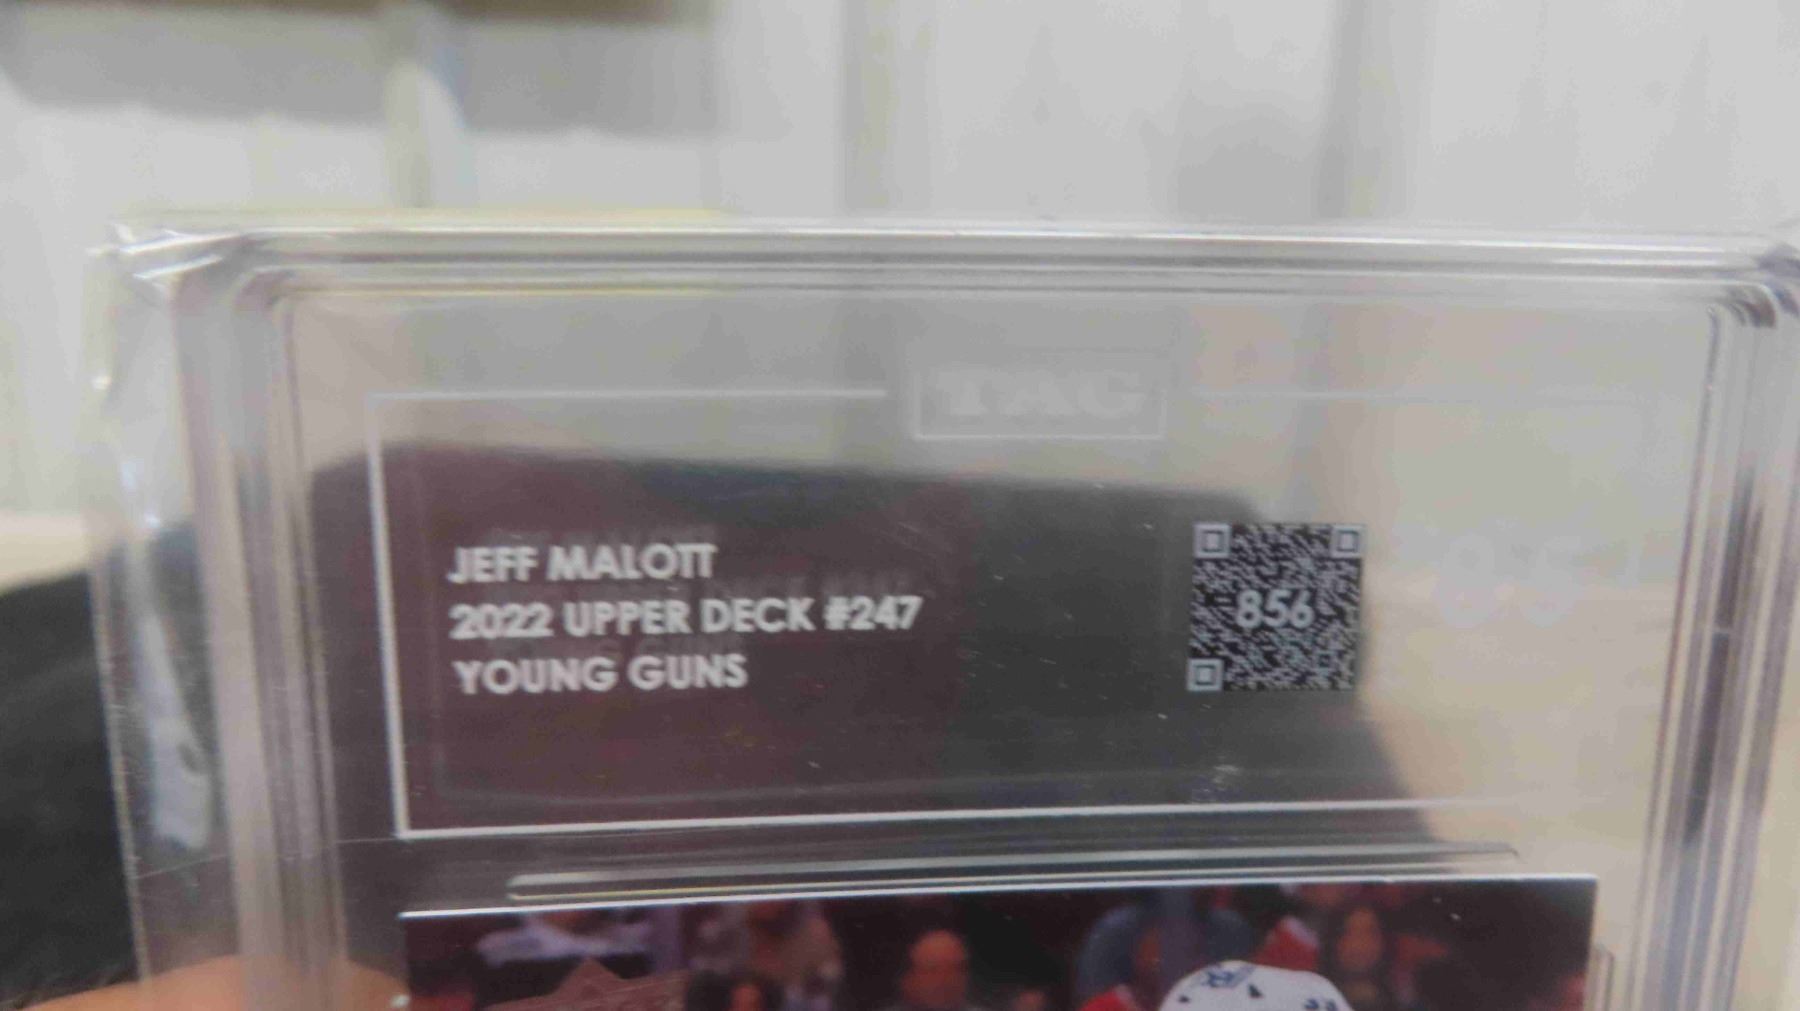 TAG
JEFF MALOTT
2022 UPPER DECK #247
YOUNG GUNS
856